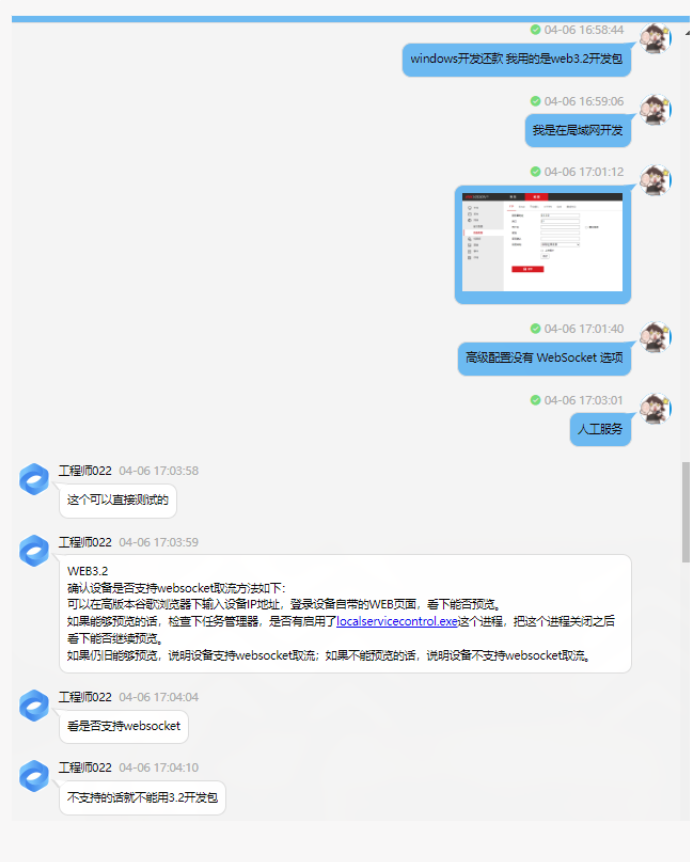 04-06 16:58:44
windows开发还款 我用的是web3.2开发包
04-06 16:59:06
我是在局域网开发
04-06 17:01:12
04-06 17:01:40
高级配置没有 WebSocket 选项
04-06 17:03:01
人工服务
工程师022 04-06 17:03:58
这个可以直接测试的
工程师022 04-06 17:03:59
WEB3.2
确认设备是否支持websocket取流方法如下：
可以在高版本谷歌浏览器下输入设备IP地址，登录设备自带的WEB页面，看下能否预览。
如果能够预览的话，检查下任务管理器，是否有启用了localservicecontrol.exe这个进程，把这个进程关闭之后
看下能否继续预览。
如果仍旧能够预览，说明设备支持websocket取流；如果不能预览的话，说明设备不支持websocket取流。
工程师022 04-06 17:04:04
看是否支持websocket
工程师022 04-06 17:04:10
不支持的话就不能用3.2开发包